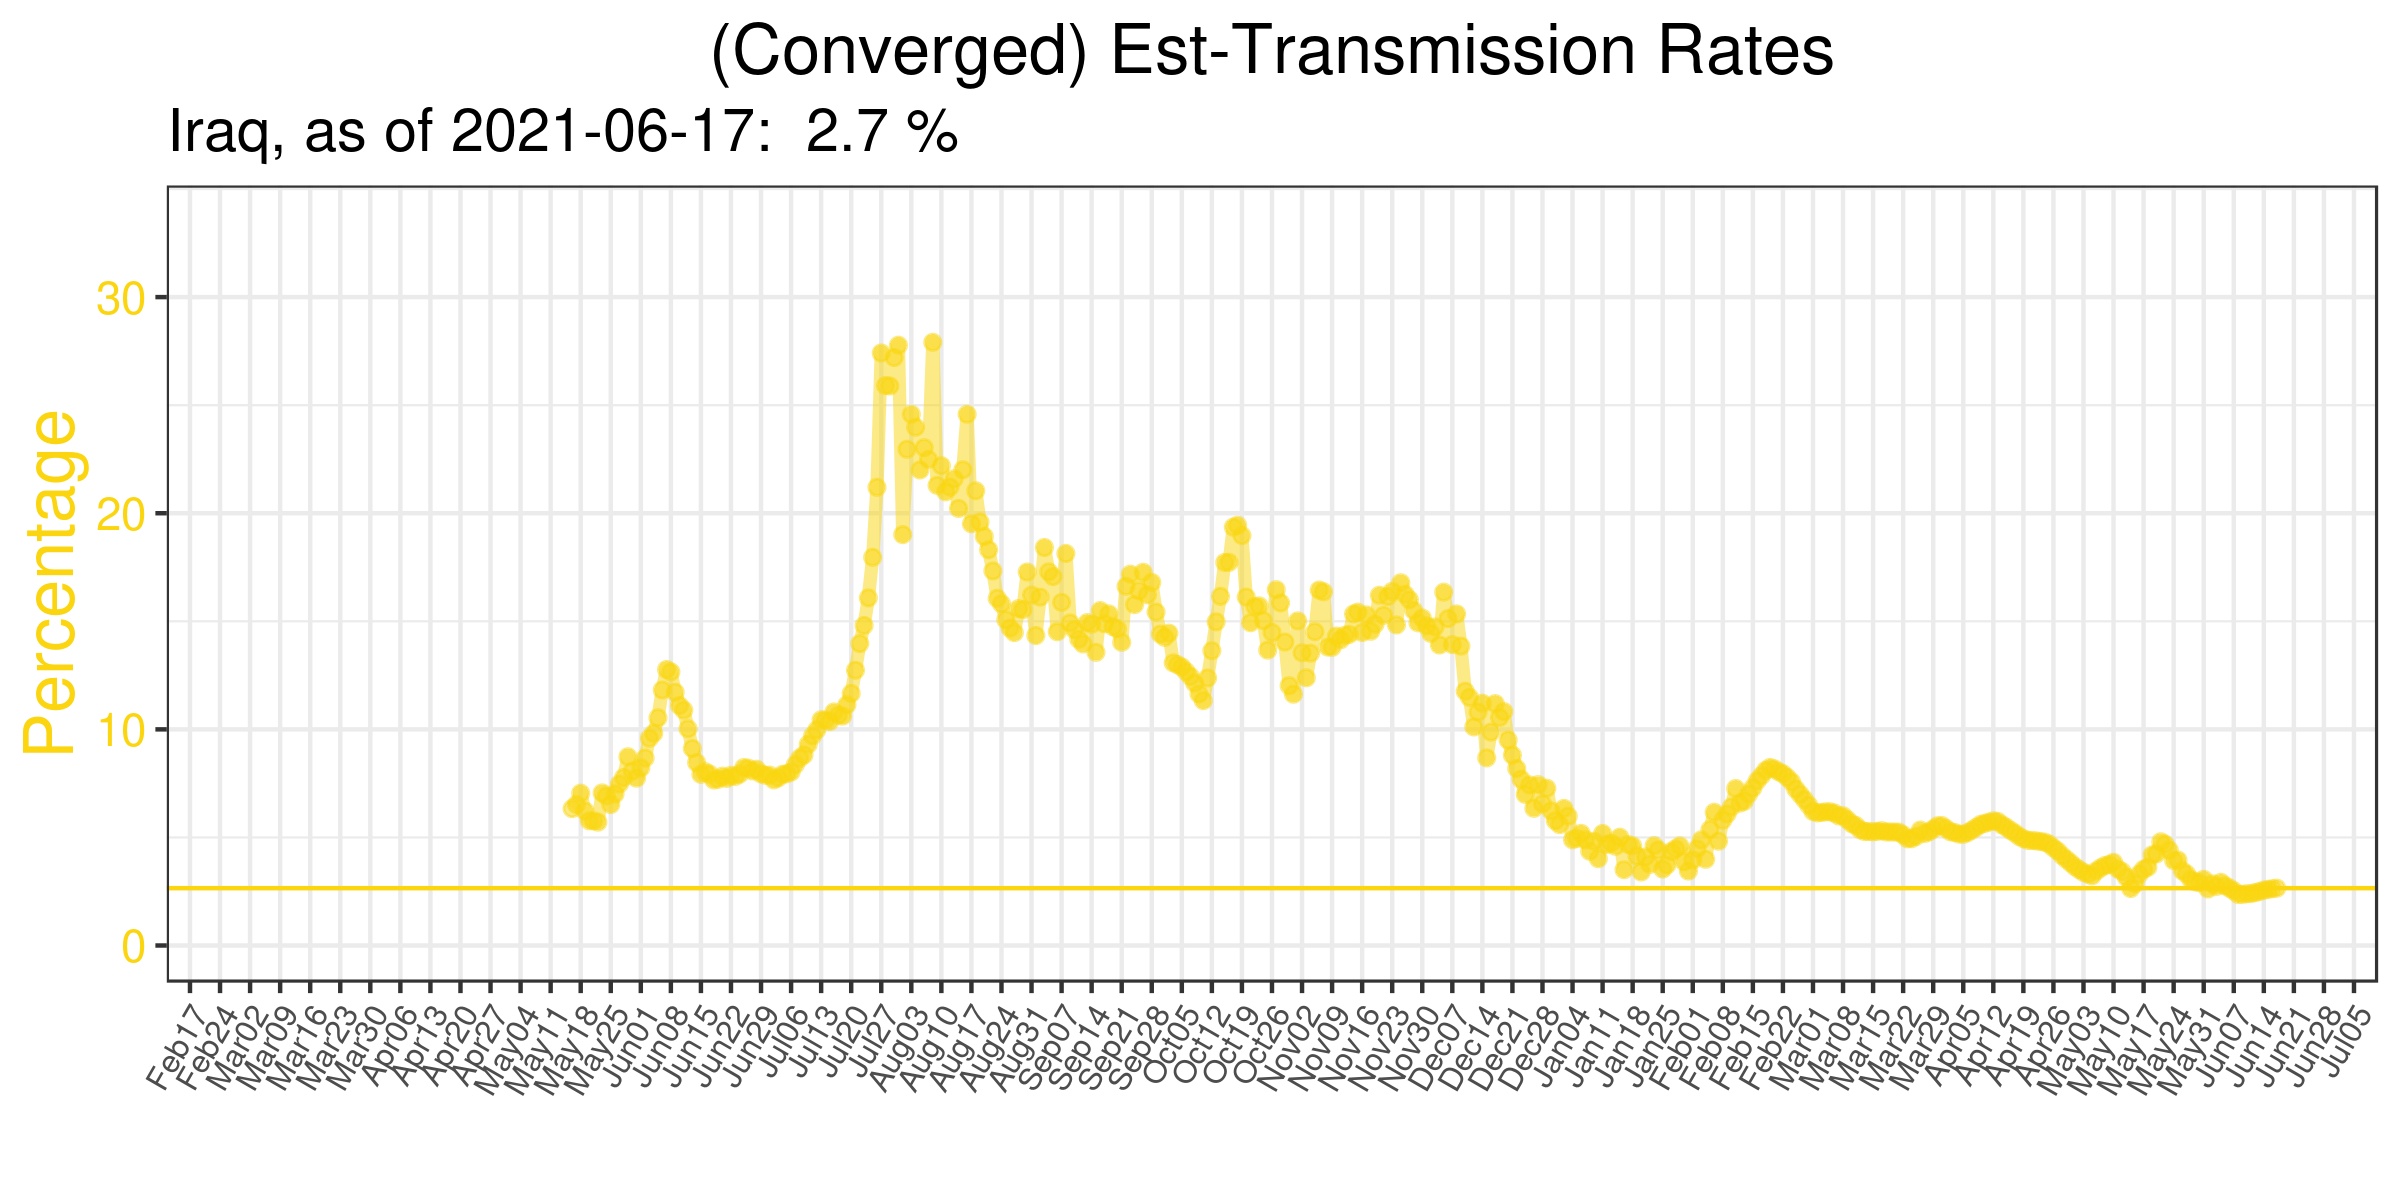 (Converged) Est-Transmission Rates
Iraq, as of 2021-06-17:  2.7 %
Percentage
30
20
10
0
Feb17
Feb24
Mar02
Mar09
Mar16
Mar23
Mar30
Apr06
Apr13
Apr20
Apr27
May04
May11
May18
May25
Jun01
Jun08
Jun15
Jun22
Jun29
Jul06
Jul13
Jul20
Jul27
Aug03
Aug10
Aug17
Aug24
Aug31
Sep07
Sep14
Sep21
Sep28
Oct05
Oct12
Oct19
Oct26
Nov02
Nov09
Nov16
Nov23
Nov30
Dec07
Dec14
Dec21
Dec28
Jan04
Jan11
Jan18
Jan25
Feb01
Feb08
Feb15
Feb22
Mar01
Mar08
Mar15
Mar22
Mar29
Apr05
Apr12
Apr19
Apr26
May03
May10
May17
May24
May31
Jun07
Jun14
Jun21
Jun28
Jul05